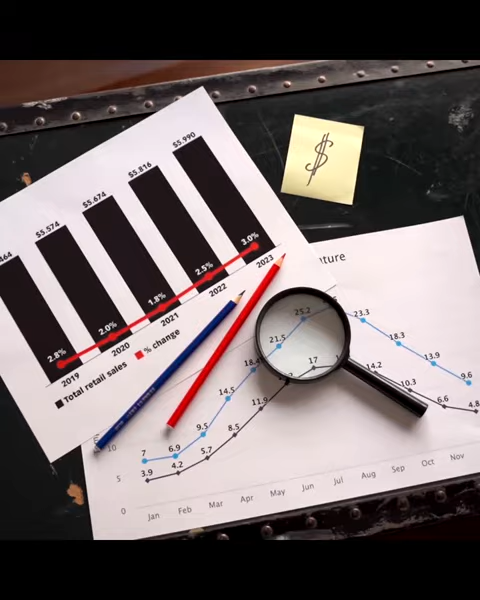 $
464
$5.574
$5.674
$5.816
$5.990
2.8%
2.0%
1.8%
2.5%
3.0%
2019
2020
2021
2022
2023
Total retail sales
% change
ture
25.2
23.3
21.5
18.3
18.4
17
14.5
14.2
13.9
11.9
10.3
9.5
9.6
8.5
7
6.9
6.6
5.7
4.8
3.9
4.2
10
5
0
Jan
Feb
Mar
Apr
May
Jun
Jul
Aug
Sep
Oct
Nov